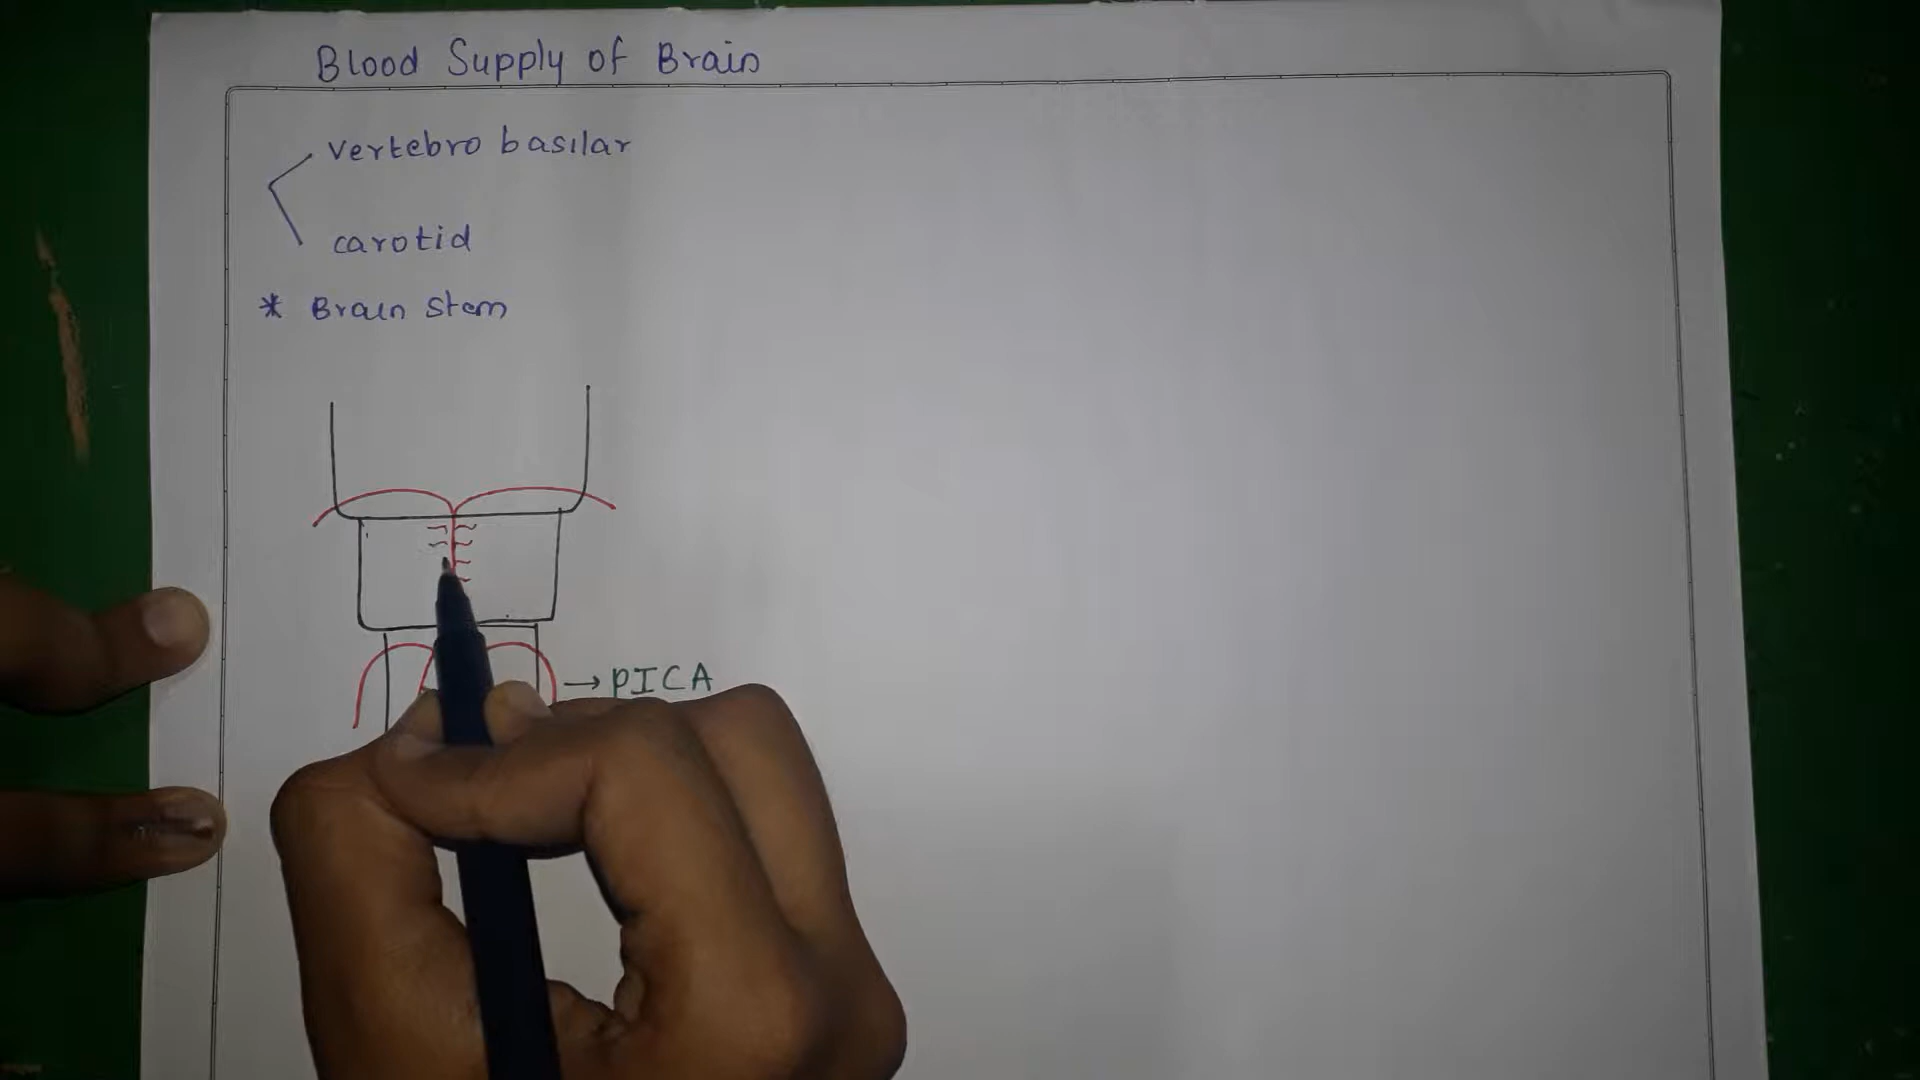 Blood Supply of Brain
Vertebro basilar
carotid
* Brain Stem
→ PICA